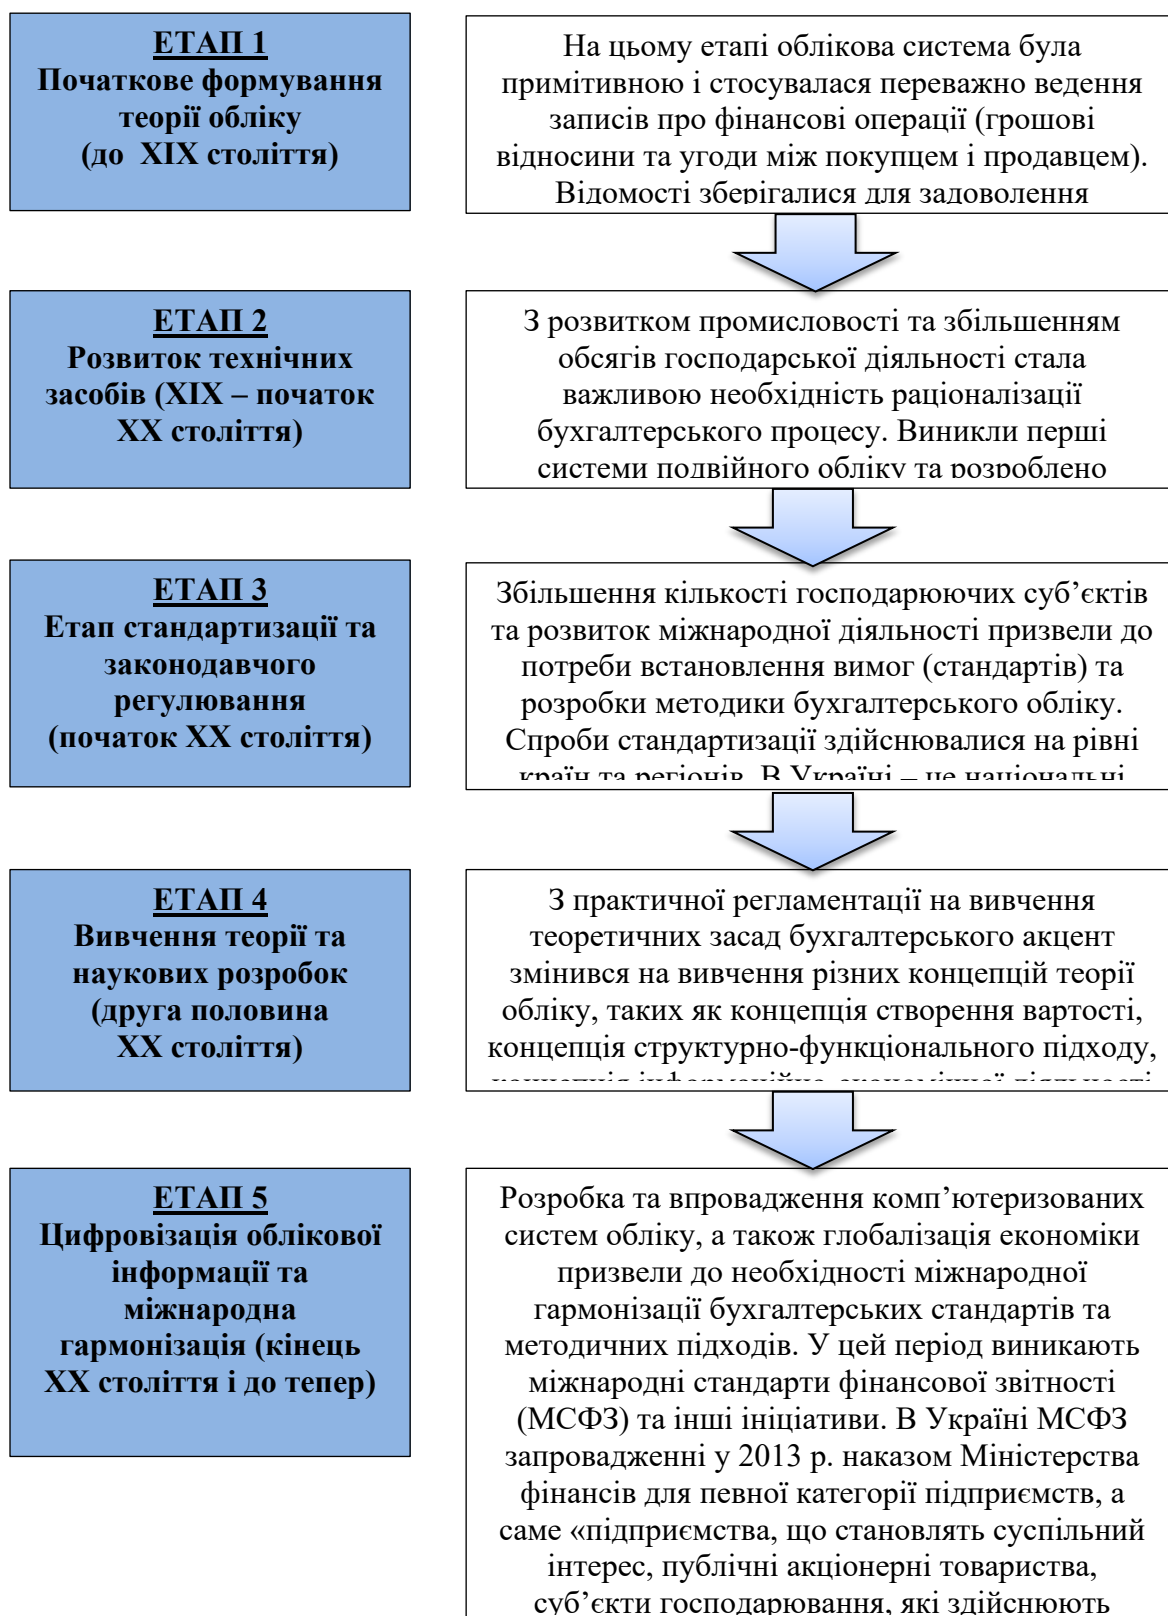 ЕТАП 1
Початкове формування
теорії обліку
(до XIX століття)
На цьому етапі облікова система була
примітивною і стосувалася переважно ведення
записів про фінансові операції (грошові
відносини та угоди між покупцем і продавцем).
Відомості зберігалися для задоволення
ЕТАП 2
Розвиток технічних
засобів (XIX – початок
XX століття)
З розвитком промисловості та збільшенням
обсягів господарської діяльності стала
важливою необхідність раціоналізації
бухгалтерського процесу. Виникли перші
системи подвійного обліку та розроблено
ЕТАП 3
Етап стандартизації та
законодавчого
регулювання
(початок XX століття)
Збільшення кількості господарюючих суб’єктів
та розвиток міжнародної діяльності призвели до
потреби встановлення вимог (стандартів) та
розробки методики бухгалтерського обліку.
Спроби стандартизації здійснювалися на рівні
країн та регіонів. В Україні – це національні
ЕТАП 4
Вивчення теорії та
наукових розробок
(друга половина
XX століття)
З практичної регламентації на вивчення
теоретичних засад бухгалтерського акцент
змінився на вивчення різних концепцій теорії
обліку, таких як концепція створення вартості,
концепція структурно-функціонального підходу,
концепція інформаційно-економічної діяльності
ЕТАП 5
Цифровізація облікової
інформації та
міжнародна
гармонізація (кінець
XX століття і до тепер)
Розробка та впровадження комп’ютеризованих
систем обліку, а також глобалізація економіки
призвели до необхідності міжнародної
гармонізації бухгалтерських стандартів та
методичних підходів. У цей період виникають
міжнародні стандарти фінансової звітності
(МСФЗ) та інші ініціативи. В Україні МСФЗ
запровадженні у 2013 р. наказом Міністерства
фінансів для певної категорії підприємств, а
саме «підприємства, що становлять суспільний
інтерес, публічні акціонерні товариства,
суб’єкти господарювання, які здійснюють